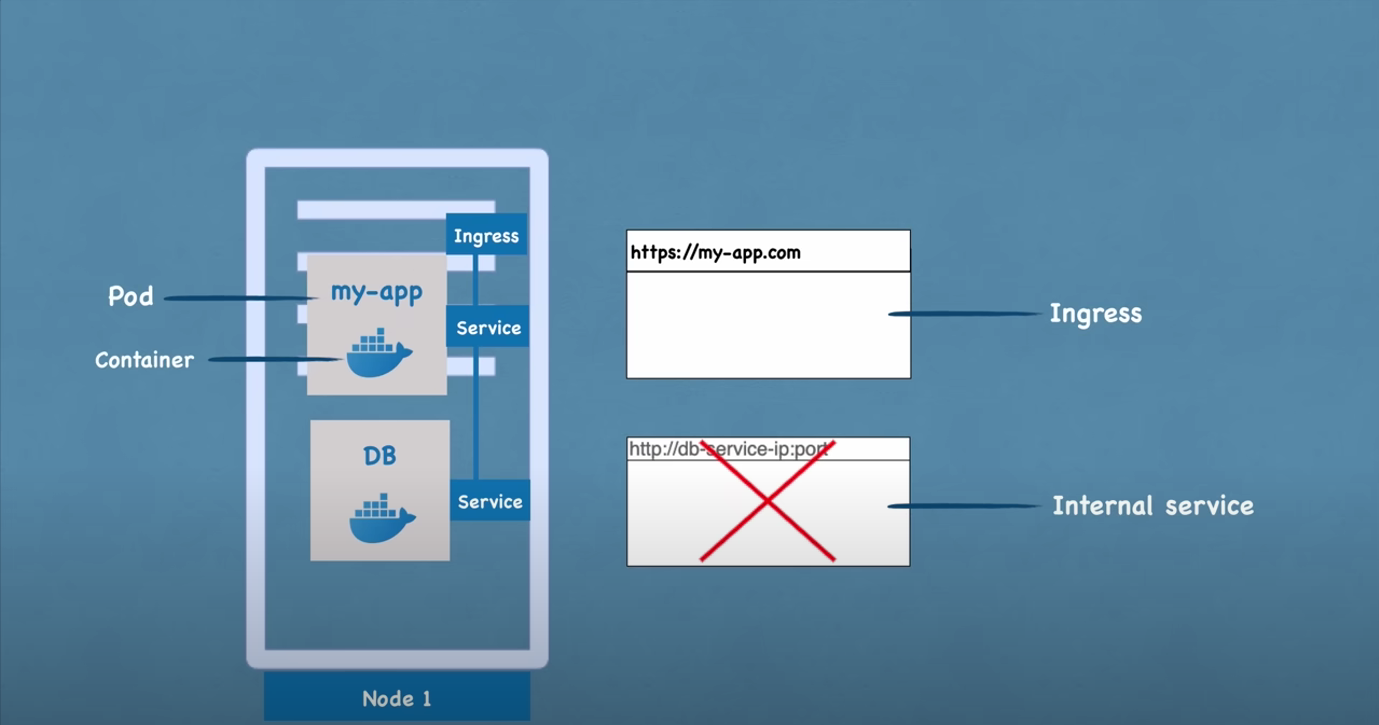 Ingress
https://my-app.com
Pod
my-app
Ingress
Service
Container
DB
http://db-service-ip:port
Service
Internal service
Node 1